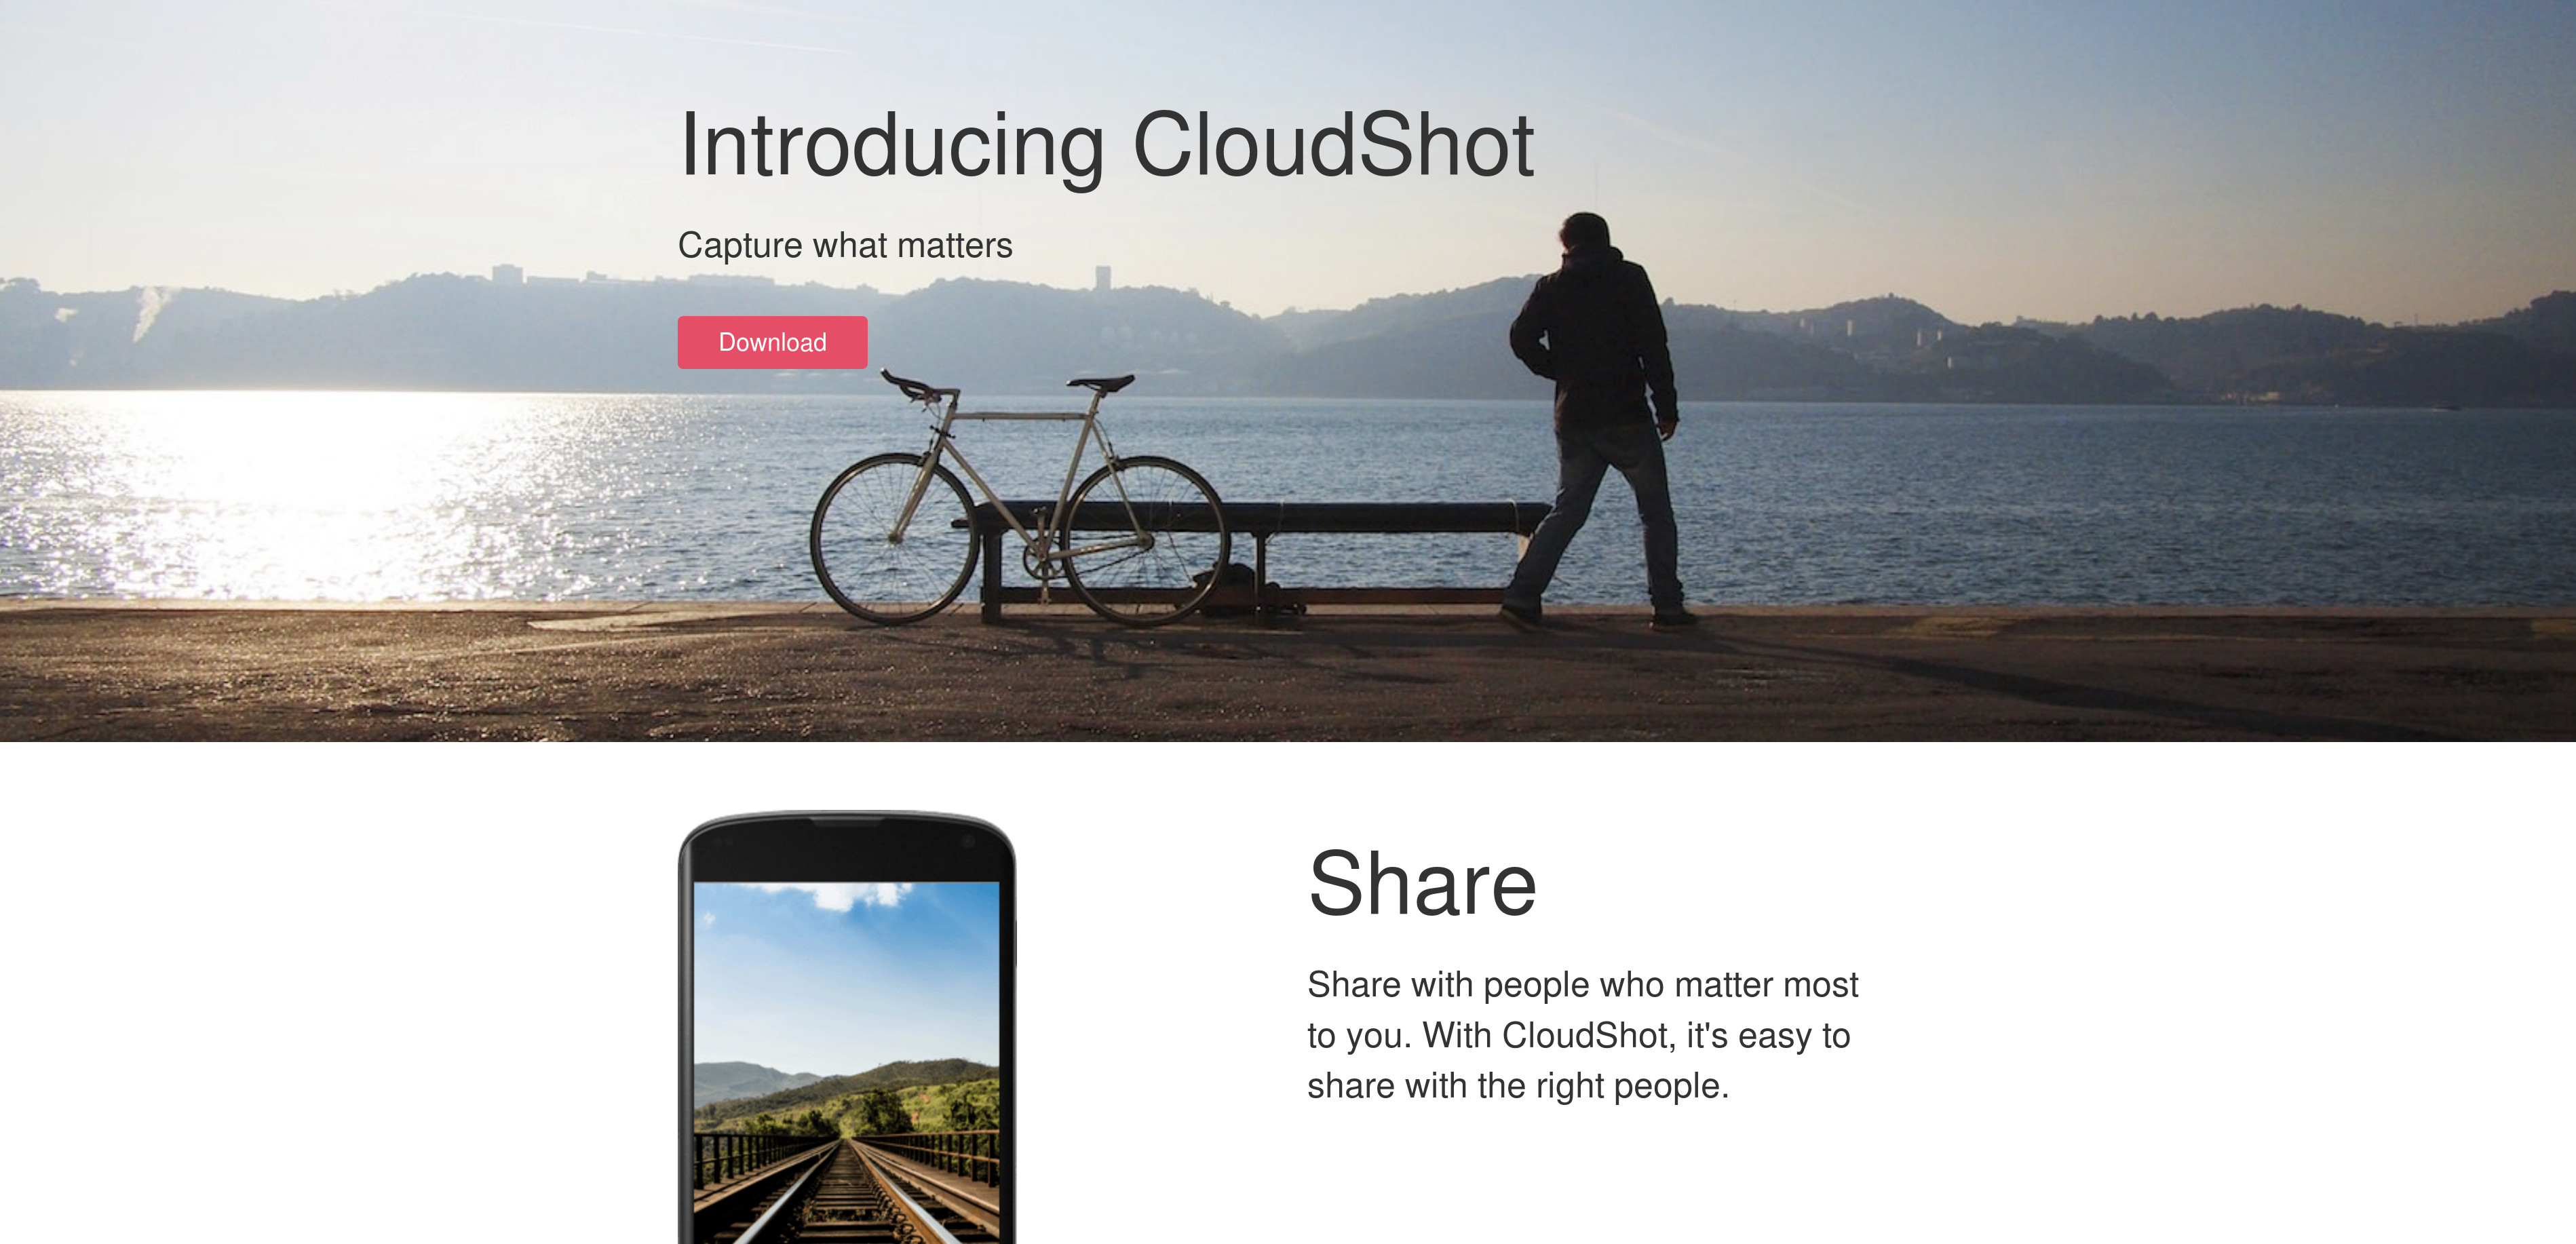 Introducing CloudShot
Capture what matters
Download
Share
Share with people who matter most
to you. With CloudShot, it's easy to
share with the right people.